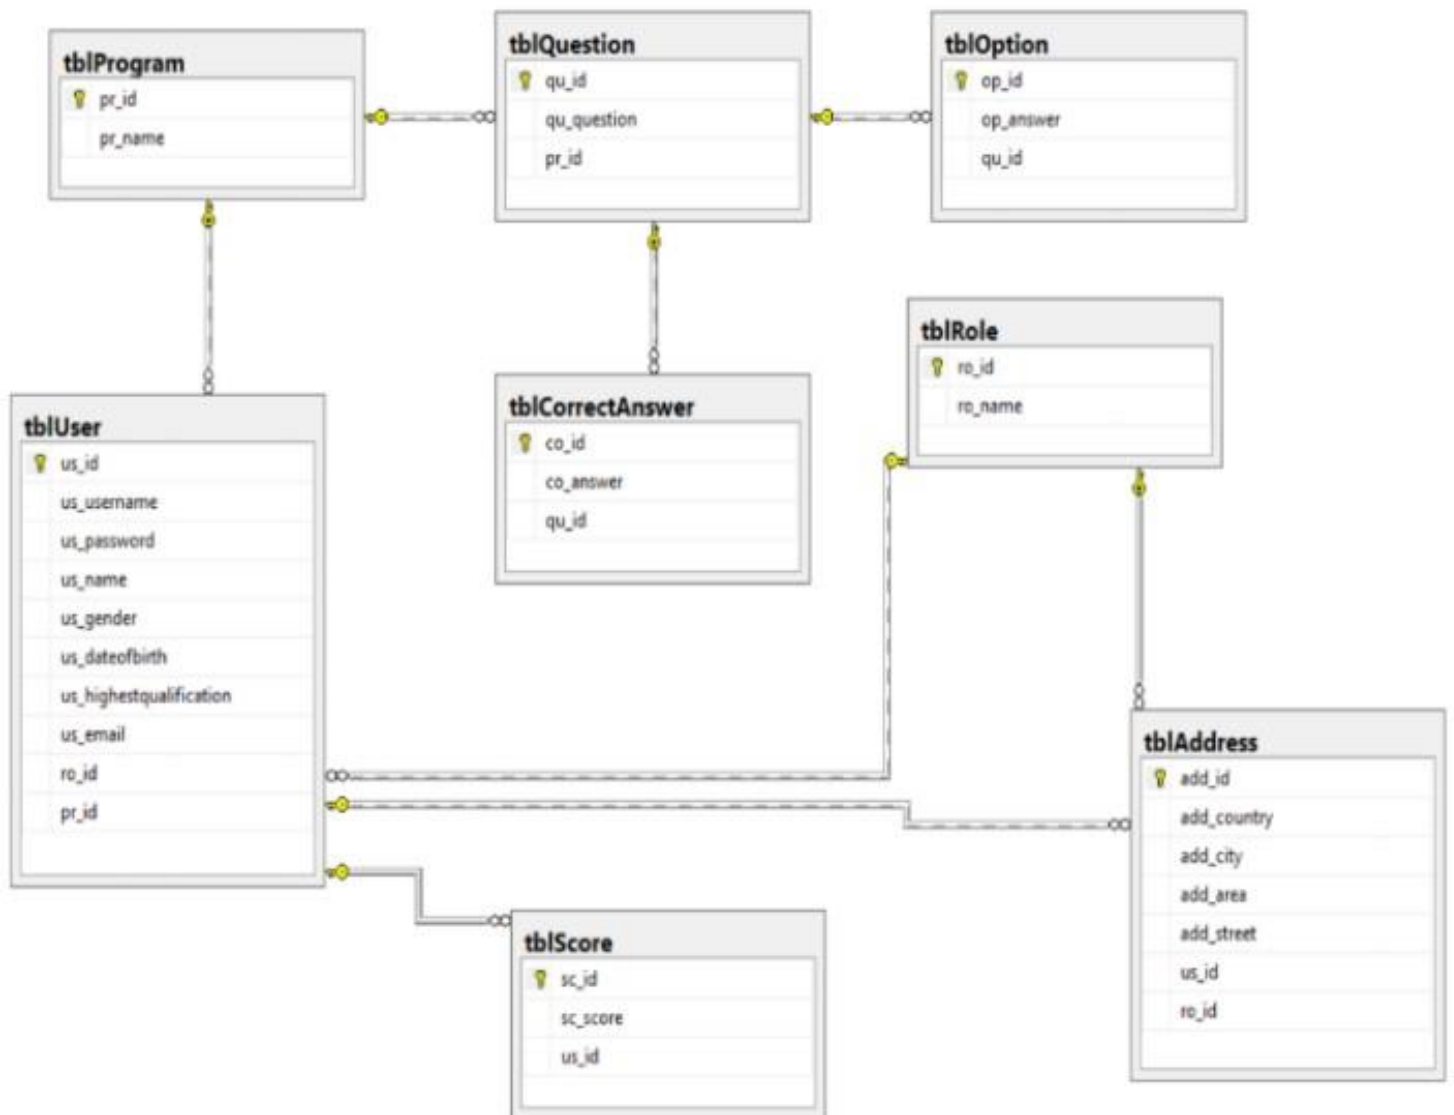 tblProgram
pr_id
pr_name
tblQuestion
qu_id
qu_question
pr_id
tblOption
op_id
op_answer
qu_id
tblRole
ro_id
ro_name
tblCorrectAnswer
co_id
co_answer
qu_id
tblUser
us_id
us_username
us_password
us_name
us_gender
us_dateofbirth
us_highestqualification
us_email
ro_id
pr_id
tblAddress
add_id
add_country
add_city
add_area
add_street
us_id
ro_id
tblScore
sc_id
sc_score
us_id